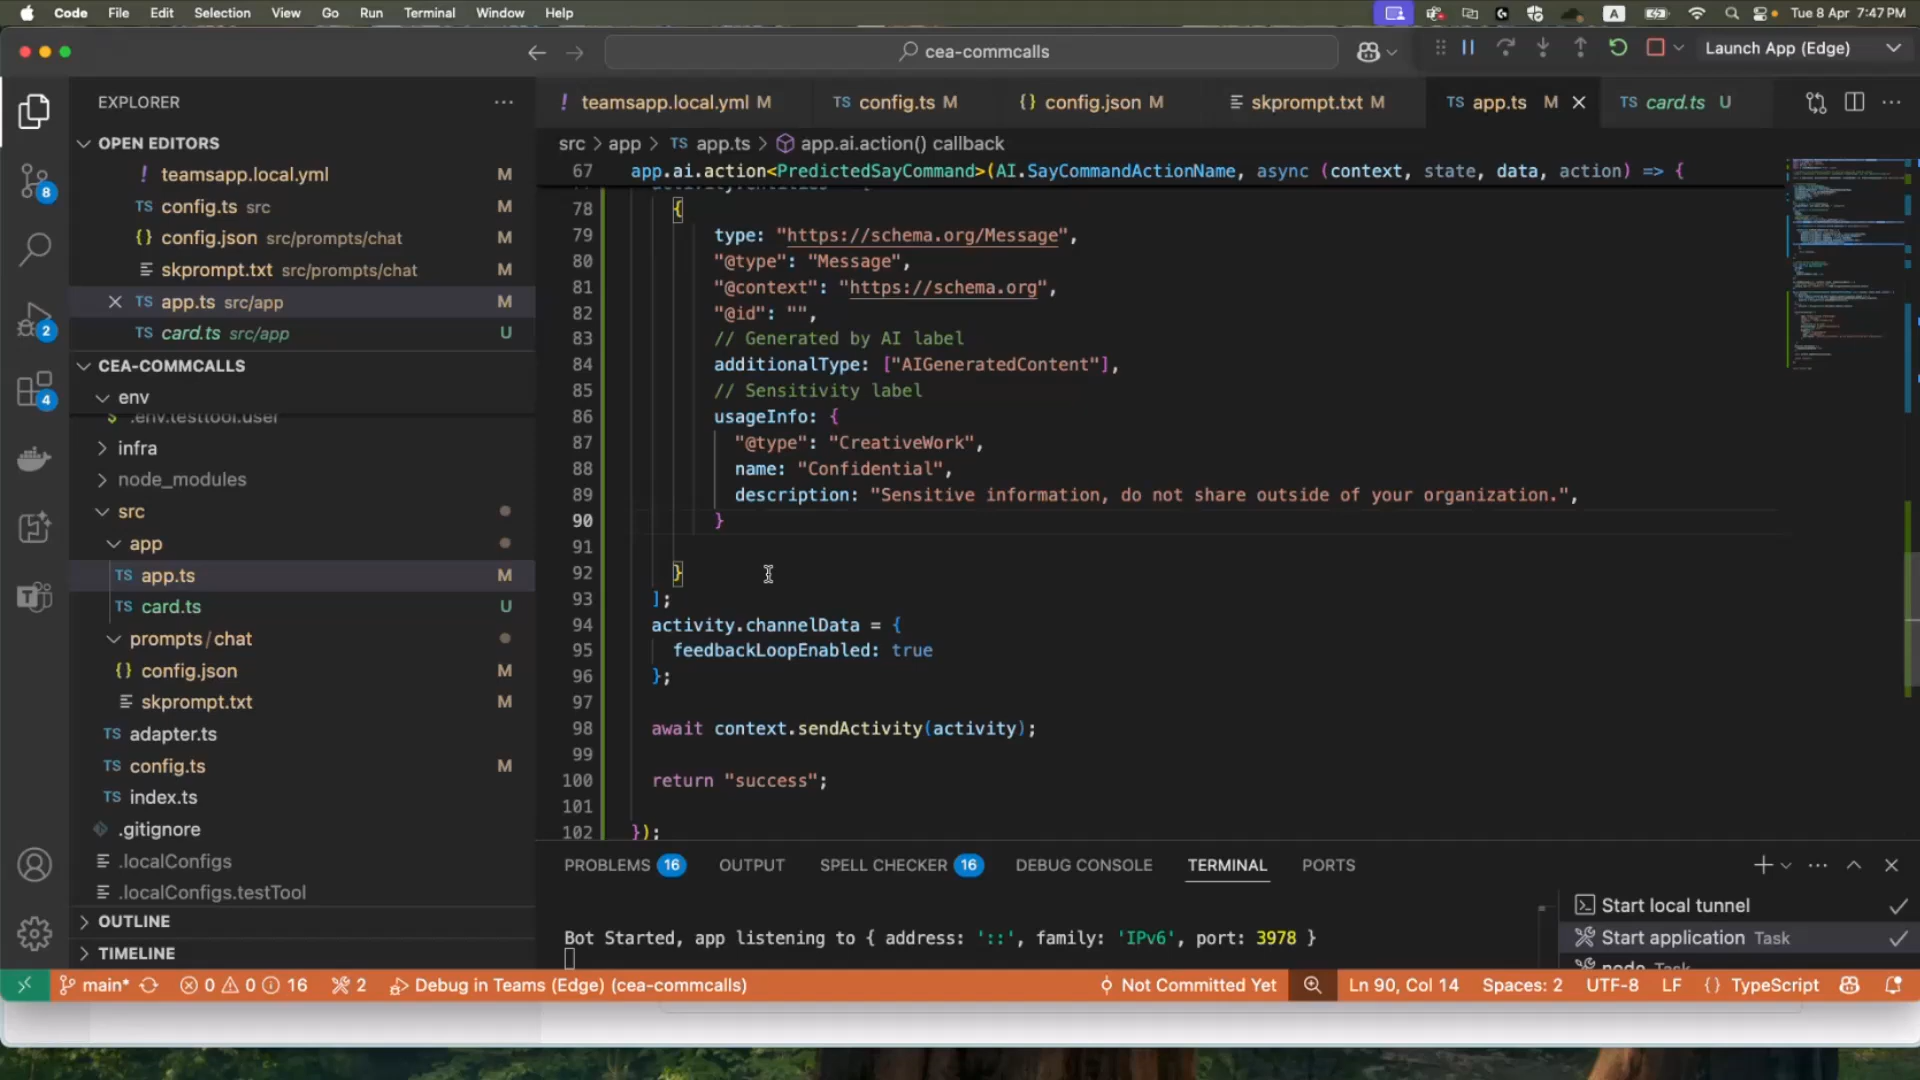 Code File Edit Selection View Go Run Terminal Window Help
A Tue 8 Apr 7:47 PM
cea-commcalls
Launch App (Edge)
EXPLORER
OPEN EDITORS
! teamsapp.local.yml M
TS config.ts src M
{} config.json src/prompts/chat M
skprompt.txt src/prompts/chat M
TS app.ts src/app M
TS card.ts src/app U
CEA-COMMCALLS
env
$ .env.testtool.user
infra
node_modules
src
app
TS app.ts M
TS card.ts U
prompts / chat
{} config.json M
skprompt.txt M
TS adapter.ts
TS config.ts M
TS index.ts
.gitignore
.localConfigs
.localConfigs.testTool
OUTLINE
TIMELINE
8
2
4
! teamsapp.local.yml M
TS config.ts M
{} config.json M
skprompt.txt M
TS app.ts M
TS card.ts U
src > app > TS app.ts > app.ai.action() callback
67 app.ai.action<PredictedSayCommand>(AI.SayCommandActionName, async (context, state, data, action) => {
78 {
79 type: "https://schema.org/Message",
80 "@type": "Message",
81 "@context": "https://schema.org",
82 "@id": "",
83 // Generated by AI label
84 additionalType: ["AIGeneratedContent"],
85 // Sensitivity label
86 usageInfo: {
87 "@type": "CreativeWork",
88 name: "Confidential",
89 description: "Sensitive information, do not share outside of your organization.",
90 }
91
92 }
93 ];
94 activity.channelData = {
95 feedbackLoopEnabled: true
96 };
97
98 await context.sendActivity(activity);
99
100 return "success";
101
102 });
PROBLEMS 16 OUTPUT SPELL CHECKER 16 DEBUG CONSOLE TERMINAL PORTS
Bot Started, app listening to { address: '::', family: 'IPv6', port: 3978 }
Start local tunnel
Start application Task
node Task
main* 0 0 16 2 Debug in Teams (Edge) (cea-commcalls) Not Committed Yet Ln 90, Col 14 Spaces: 2 UTF-8 LF {} TypeScript